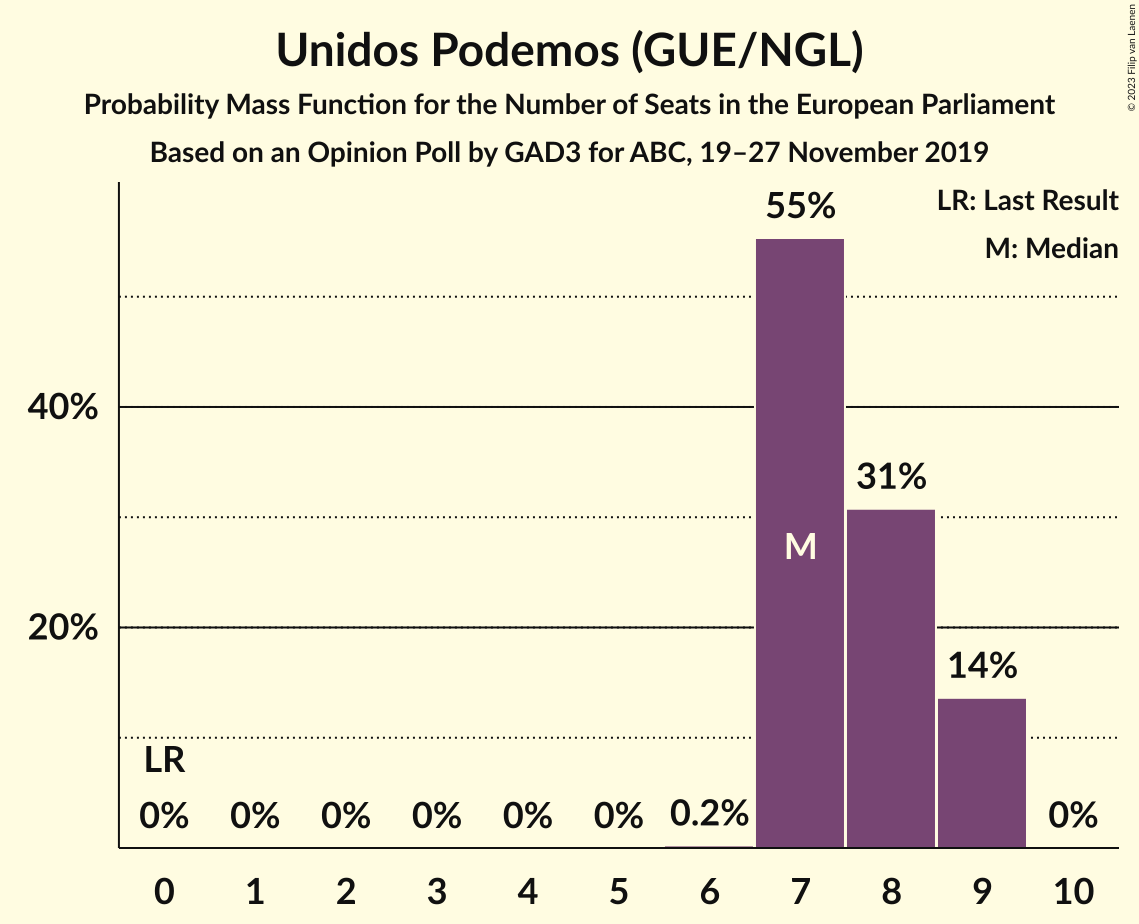 Unidos Podemos (GUE/NGL)
Probability Mass Function for the Number of Seats in the European Parliament
Based on an Opinion Poll by GAD3 for ABC, 19–27 November 2019
© 2023 Filip van Laenen
LR: Last Result
M: Median
55%
40%
31%
M
20%
14%
LR
0% 0% 0% 0% 0% 0% 0.2% 0%
0 1 2 3 4 5 6 7 8 9 10